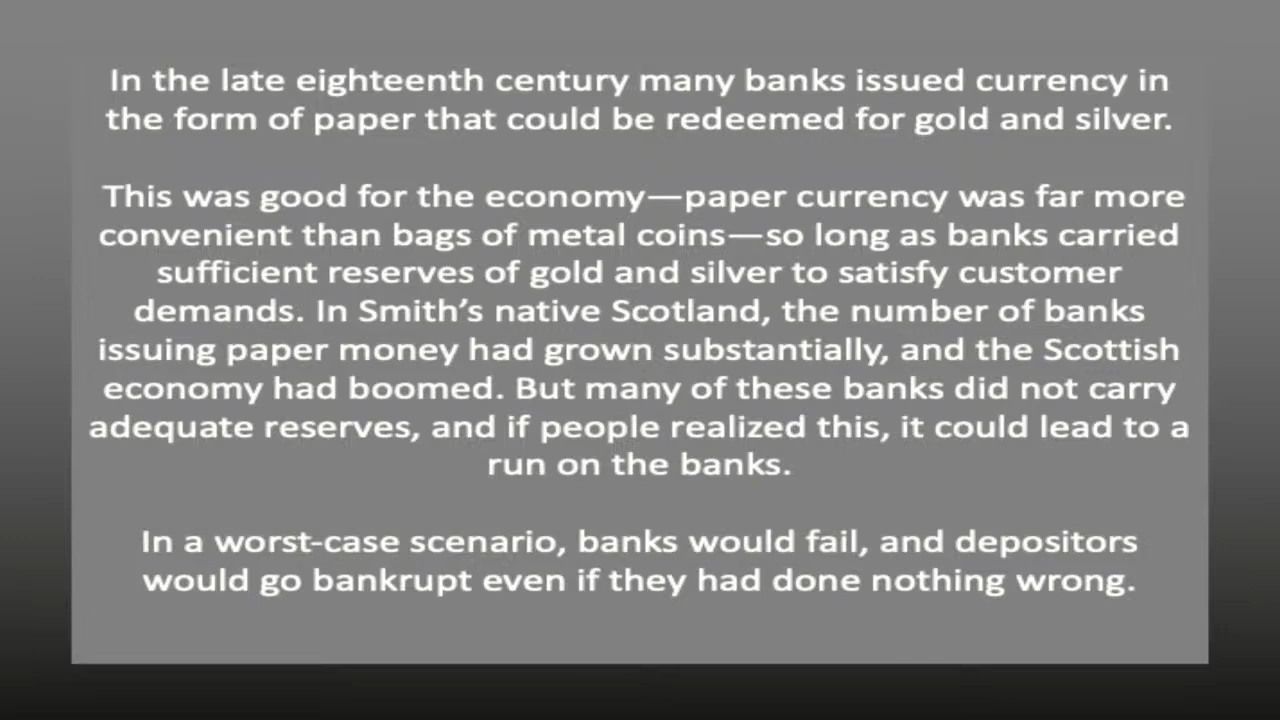 In the late eighteenth century many banks issued currency in
the form of paper that could be redeemed for gold and silver.
This was good for the economy—paper currency was far more
convenient than bags of metal coins—so long as banks carried
sufficient reserves of gold and silver to satisfy customer
demands. In Smith’s native Scotland, the number of banks
issuing paper money had grown substantially, and the Scottish
economy had boomed. But many of these banks did not carry
adequate reserves, and if people realized this, it could lead to a
run on the banks.
In a worst-case scenario, banks would fail, and depositors
would go bankrupt even if they had done nothing wrong.